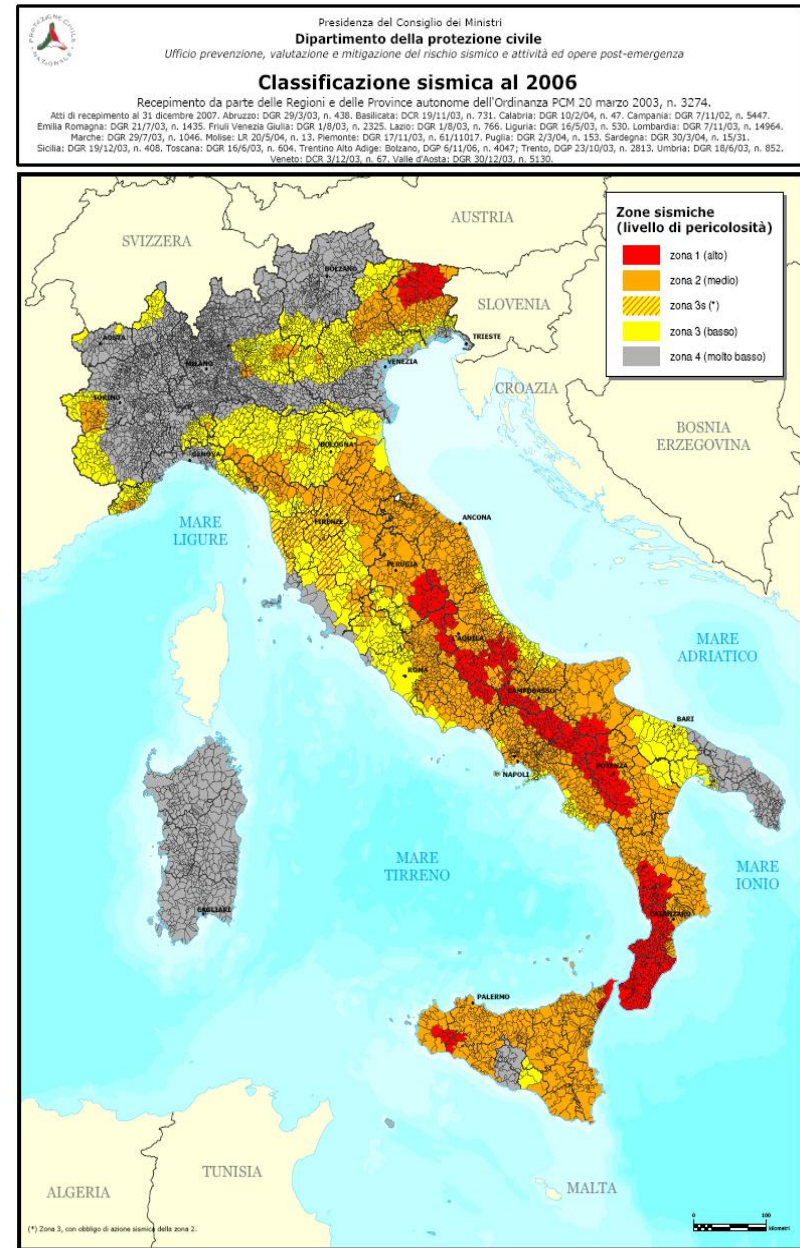 PROTEZIONE CIVILE
NAZIONALE
Presidenza del Consiglio dei Ministri
Dipartimento della protezione civile
Ufficio prevenzione, valutazione e mitigazione del rischio sismico e attività ed opere post-emergenza
Classificazione sismica al 2006
Recepimento da parte delle Regioni e delle Province autonome dell'Ordinanza PCM 20 marzo 2003, n. 3274.
Atti di recepimento al 31 dicembre 2007. Abruzzo: DGR 29/3/03, n. 438. Basilicata: DCR 19/11/03, n. 731. Calabria: DGR 10/2/04, n. 47. Campania: DGR 7/11/02, n. 5447.
Emilia Romagna: DGR 21/7/03, n. 1435. Friuli Venezia Giulia: DGR 1/8/03, n. 2325. Lazio: DGR 1/8/03, n. 766. Liguria: DGR 16/5/03, n. 530. Lombardia: DGR 7/11/03, n. 14964.
Marche: DGR 29/7/03, n. 1046. Molise: LR 20/5/04, n. 13. Piemonte: DGR 17/11/03, n. 61/11017. Puglia: DGR 2/3/04, n. 153. Sardegna: DGR 30/3/04, n. 15/31.
Sicilia: DGR 19/12/03, n. 408. Toscana: DGR 16/6/03, n. 604. Trentino Alto Adige: Bolzano, DGP 6/11/06, n. 4047; Trento, DGP 23/10/03, n. 2813. Umbria: DGR 18/6/03, n. 852.
Veneto: DCR 3/12/03, n. 67. Valle d'Aosta: DGR 30/12/03, n. 5130.
Zone sismiche
(livello di pericolosità)
zona 1 (alto)
zona 2 (medio)
zona 3s (*)
zona 3 (basso)
zona 4 (molto basso)
AUSTRIA
SVIZZERA
BOLZANO
SLOVENIA
TRIESTE
AOSTA
MILANO
VENEZIA
CROAZIA
TORINO
BOSNIA
ERZEGOVINA
BOLOGNA
GENOVA
MARE
LIGURE
FIRENZE
ANCONA
PERUGIA
L'AQUILA
MARE
ADRIATICO
ROMA
CAMPOBASSO
BARI
NAPOLI
POTENZA
MARE
TIRRENO
MARE
IONIO
CAGLIARI
CATANZARO
PALERMO
TUNISIA
ALGERIA
MALTA
(*) Zona 3, con obbligo di azione sismica della zona 2.
0 100
kilometri